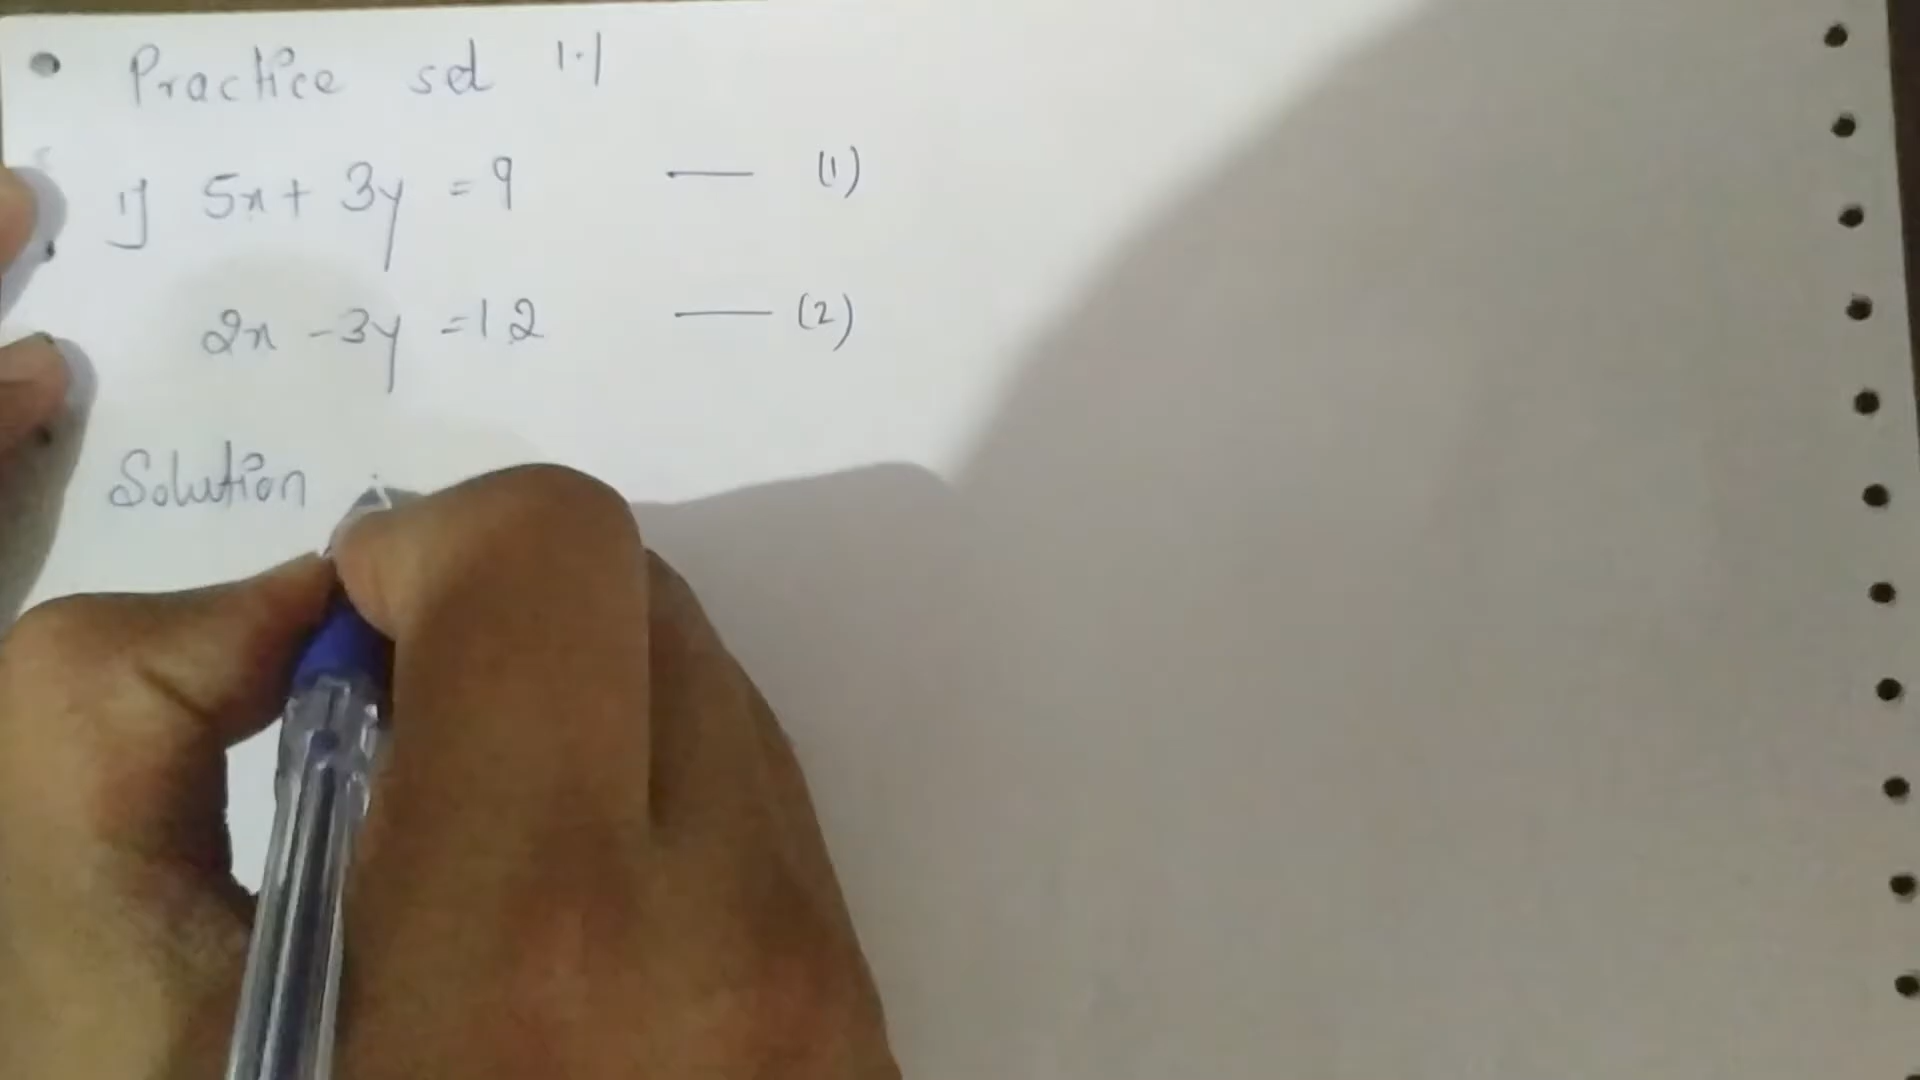 Practice set 1.1
1] 5x + 3y = 9 — (1)
2x - 3y = 12 — (2)
Solution :